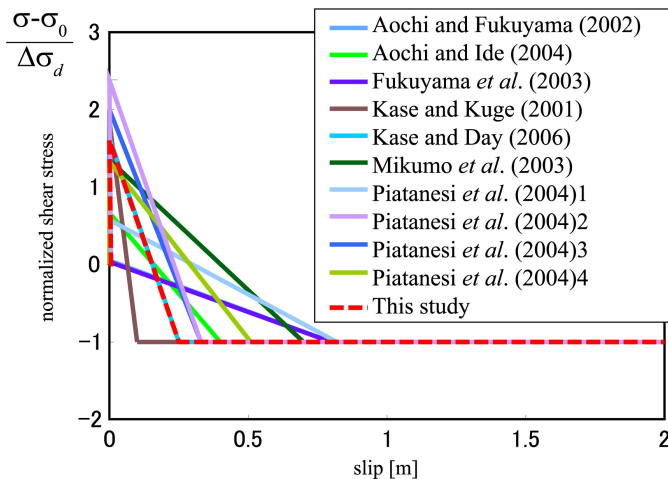 σ-σ₀
Δσ_d
normalized shear stress
3
2
1
0
−1
−2
0
0.5
1
1.5
2
slip [m]
Aochi and Fukuyama (2002)
Aochi and Ide (2004)
Fukuyama et al. (2003)
Kase and Kuge (2001)
Kase and Day (2006)
Mikumo et al. (2003)
Piatanesi et al. (2004)1
Piatanesi et al. (2004)2
Piatanesi et al. (2004)3
Piatanesi et al. (2004)4
This study